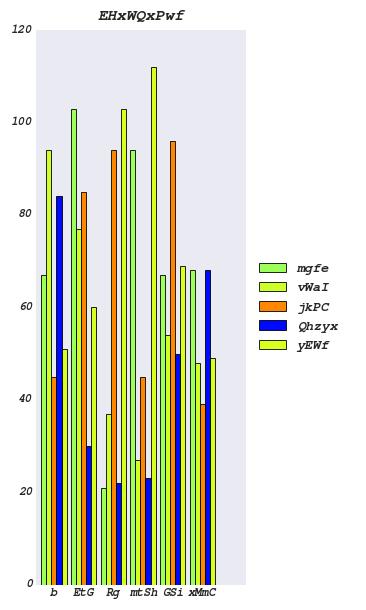 EHxWQxPwf
120
100
80
60
40
20
0
b EtG Rg mtSh GSi xMmC
mgfe
vWaI
jkPC
Qhzyx
yEWf